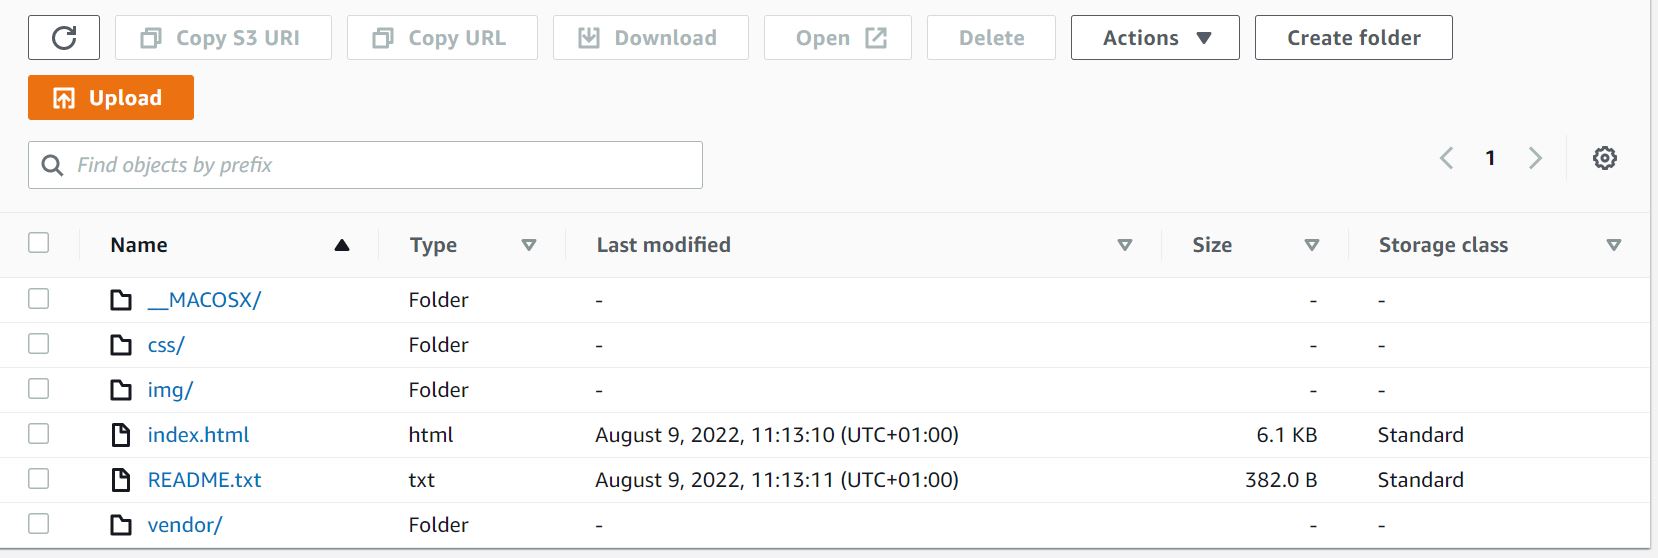 Copy S3 URI Copy URL Download Open Delete Actions Create folder
Upload
Find objects by prefix 1
Name Type Last modified Size Storage class
__MACOSX/ Folder - - -
css/ Folder - - -
img/ Folder - - -
index.html html August 9, 2022, 11:13:10 (UTC+01:00) 6.1 KB Standard
README.txt txt August 9, 2022, 11:13:11 (UTC+01:00) 382.0 B Standard
vendor/ Folder - - -